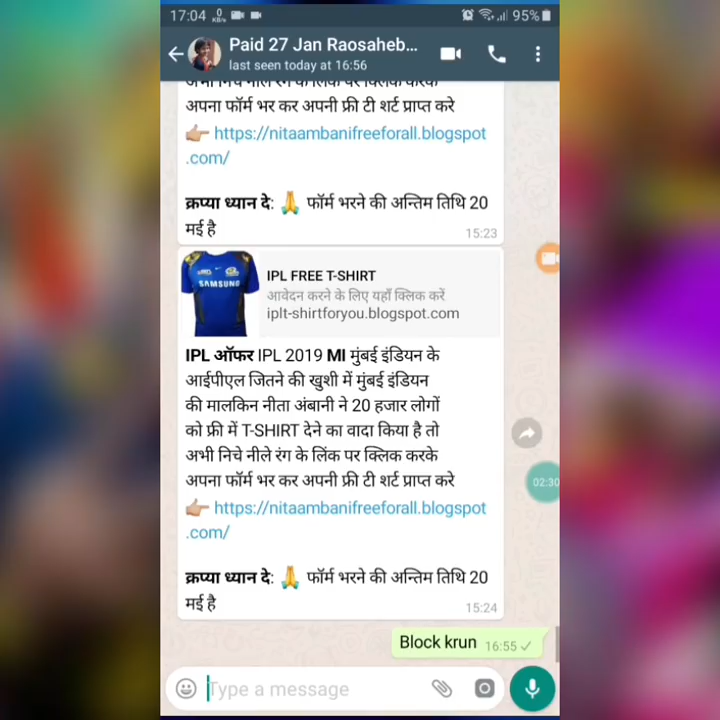 17:04 0 KB/s 95%
Paid 27 Jan Raosaheb...
last seen today at 16:56
अपना फॉर्म भर कर अपनी फ्री टी शर्ट प्राप्त करे
👉🏼 https://nitaambanifreeforall.blogspot
.com/
क्रप्या ध्यान दे: 🙏 फॉर्म भरने की अन्तिम तिथि 20
मई है
15:23
SAMSUNG
IPL FREE T-SHIRT
आवेदन करने के लिए यहाँ क्लिक करें
iplt-shirtforyou.blogspot.com
IPL ऑफर IPL 2019 MI मुंबई इंडियन के
आईपीएल जितने की खुशी में मुंबई इंडियन
की मालकिन नीता अंबानी ने 20 हजार लोगों
को फ्री में T-SHIRT देने का वादा किया है तो
अभी निचे नीले रंग के लिंक पर क्लिक करके
अपना फॉर्म भर कर अपनी फ्री टी शर्ट प्राप्त करे
02:30
👉🏼 https://nitaambanifreeforall.blogspot
.com/
क्रप्या ध्यान दे: 🙏 फॉर्म भरने की अन्तिम तिथि 20
मई है
15:24
Block krun 16:55
Type a message